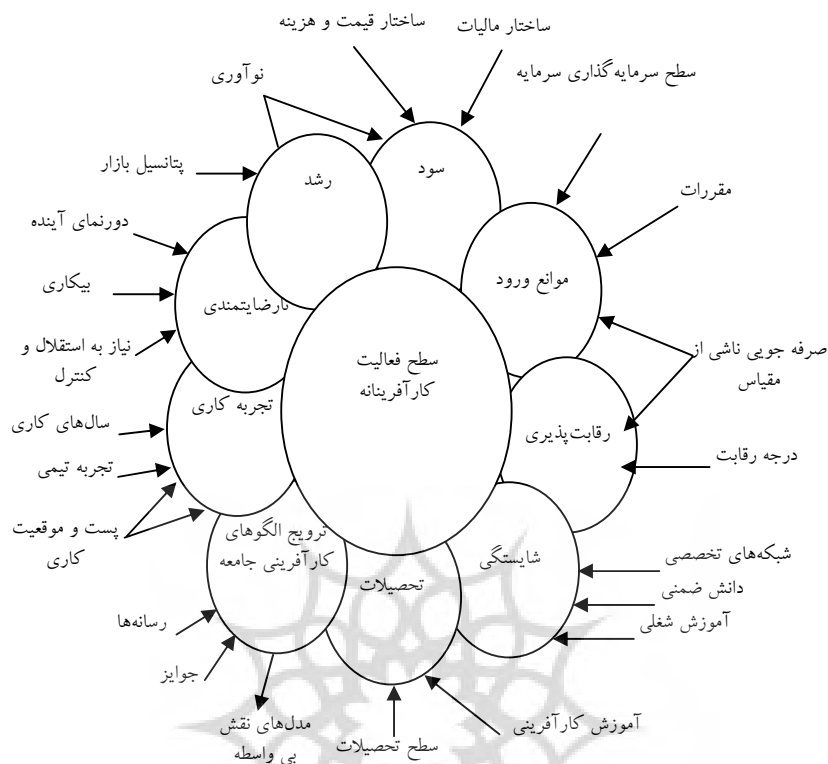 ساختار مالیات
ساختار قیمت و هزینه
سطح سرمایه‌گذاری سرمایه
نوآوری
سود
رشد
پتانسیل بازار
مقررات
دورنمای آینده
موانع ورود
بیکاری
نارضایتمندی
صرفه جویی ناشی از
مقیاس
نیاز به استقلال و
کنترل
سطح فعالیت
کارآفرینانه
تجربه کاری
سال‌های کاری
رقابت‌پذیری
درجه رقابت
تجربه تیمی
پست و موقعیت
کاری
ترویج الگوهای
کارآفرینی جامعه
شایستگی
تحصیلات
شبکه‌های تخصصی
دانش ضمنی
آموزش شغلی
رسانه‌ها
جوایز
مدل‌های نقش
بی واسطه
سطح تحصیلات
آموزش کارآفرینی